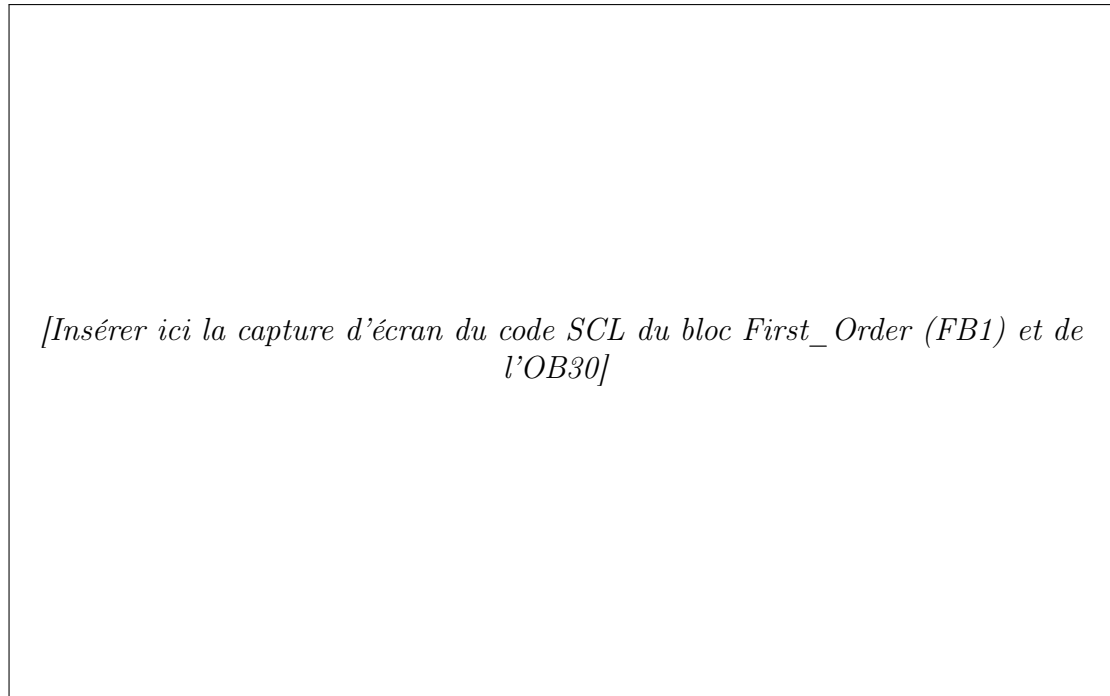 [Insérer ici la capture d'écran du code SCL du bloc First_Order (FB1) et de
l'OB30]